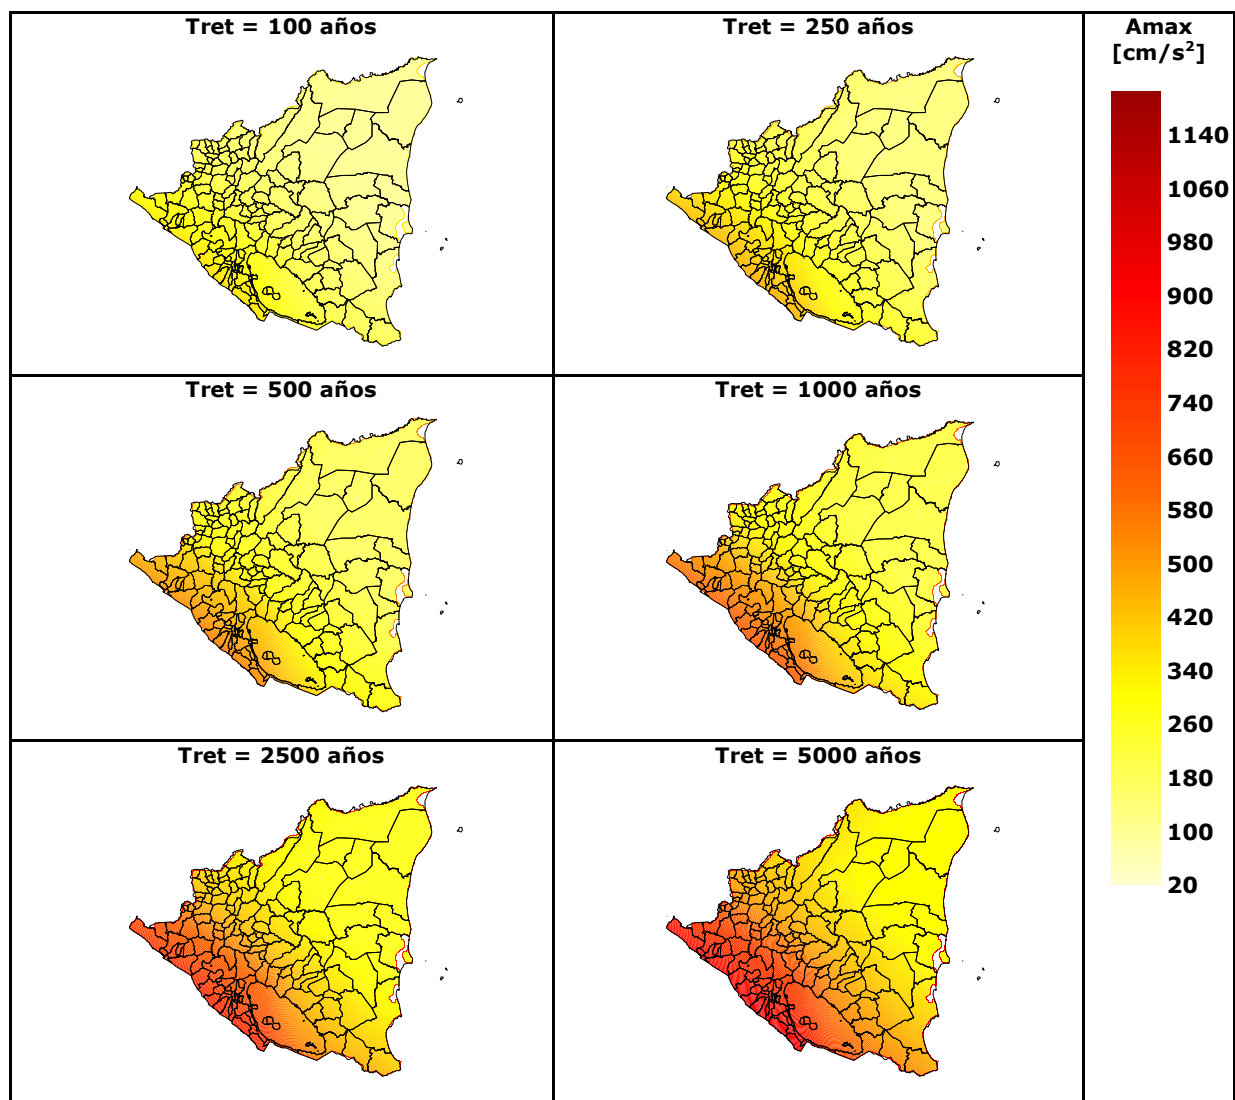 Tret = 100 años
Tret = 250 años
Amax
[cm/s²]
1140
1060
980
900
820
740
660
580
500
420
340
260
180
100
20
Tret = 500 años
Tret = 1000 años
Tret = 2500 años
Tret = 5000 años